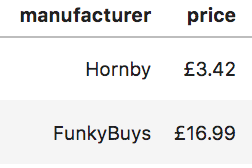 manufacturer price
Hornby £3.42
FunkyBuys £16.99